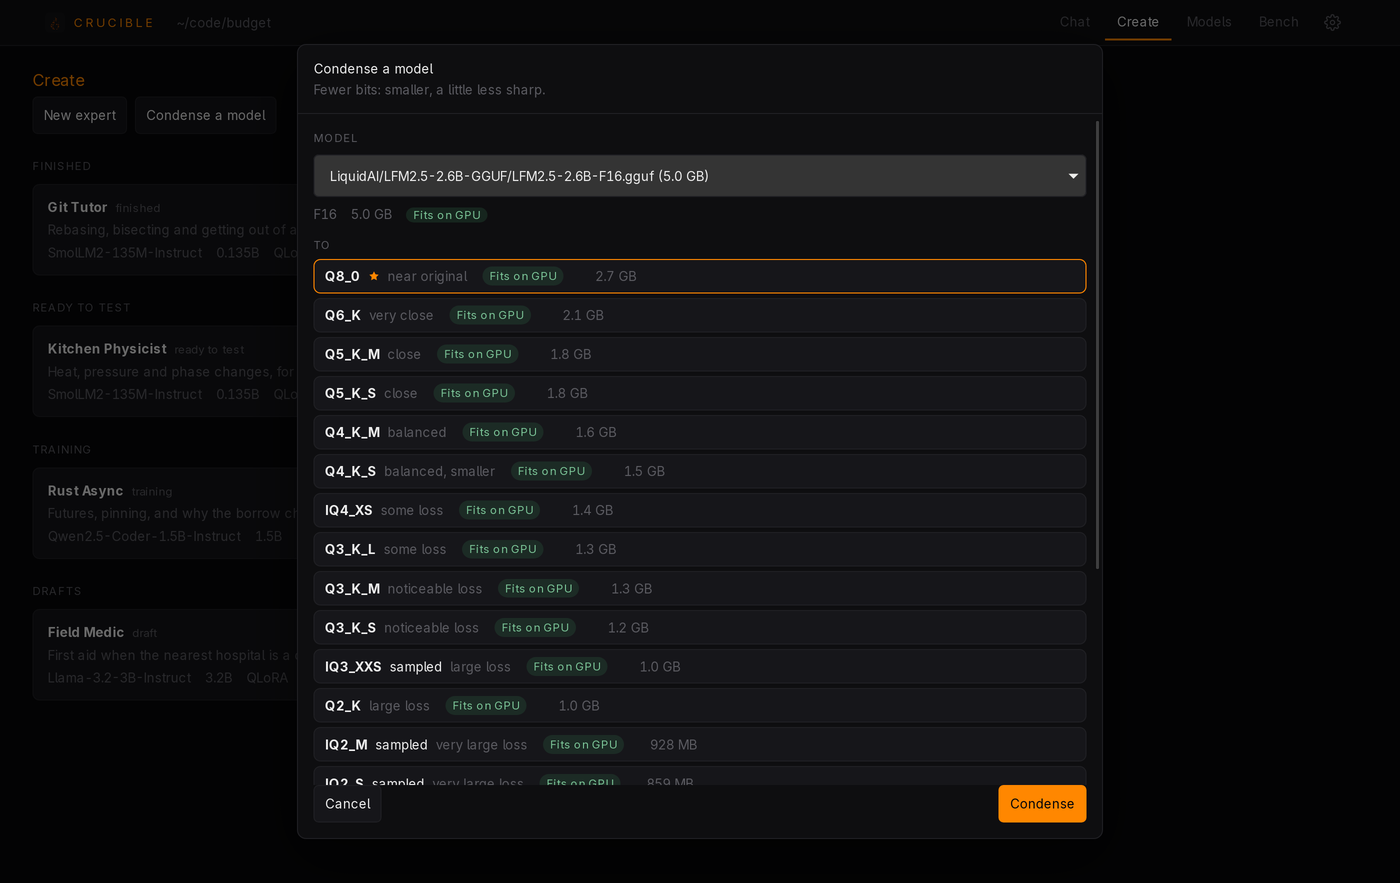 CRUCIBLE ~/code/budget Chat Create Models Bench
Create
New expert Condense a model
FINISHED
Git Tutor finished
Rebasing, bisecting and getting out of a
SmolLM2-135M-Instruct 0.135B QLo
READY TO TEST
Kitchen Physicist ready to test
Heat, pressure and phase changes, for
SmolLM2-135M-Instruct 0.135B QLo
TRAINING
Rust Async training
Futures, pinning, and why the borrow ch
Qwen2.5-Coder-1.5B-Instruct 1.5B
DRAFTS
Field Medic draft
First aid when the nearest hospital is a
Llama-3.2-3B-Instruct 3.2B QLoRA
Condense a model
Fewer bits: smaller, a little less sharp.
MODEL
LiquidAI/LFM2.5-2.6B-GGUF/LFM2.5-2.6B-F16.gguf (5.0 GB)
F16 5.0 GB Fits on GPU
TO
Q8_0 ★ near original Fits on GPU 2.7 GB
Q6_K very close Fits on GPU 2.1 GB
Q5_K_M close Fits on GPU 1.8 GB
Q5_K_S close Fits on GPU 1.8 GB
Q4_K_M balanced Fits on GPU 1.6 GB
Q4_K_S balanced, smaller Fits on GPU 1.5 GB
IQ4_XS some loss Fits on GPU 1.4 GB
Q3_K_L some loss Fits on GPU 1.3 GB
Q3_K_M noticeable loss Fits on GPU 1.3 GB
Q3_K_S noticeable loss Fits on GPU 1.2 GB
IQ3_XXS sampled large loss Fits on GPU 1.0 GB
Q2_K large loss Fits on GPU 1.0 GB
IQ2_M sampled very large loss Fits on GPU 928 MB
IQ2_S sampled very large loss Fits on GPU 859 MB
Cancel Condense